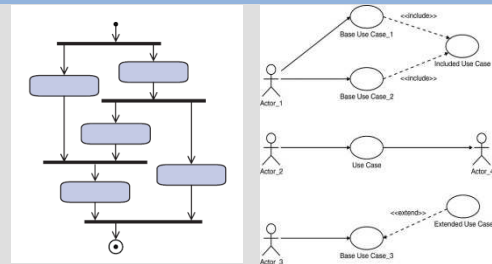 <<include>>
Base Use Case_1
Included Use Case
<<include>>
Actor_1
Base Use Case_2
Actor_2
Use Case
Actor_4
<<extend>>
Extended Use Case
Actor_3
Base Use Case_3